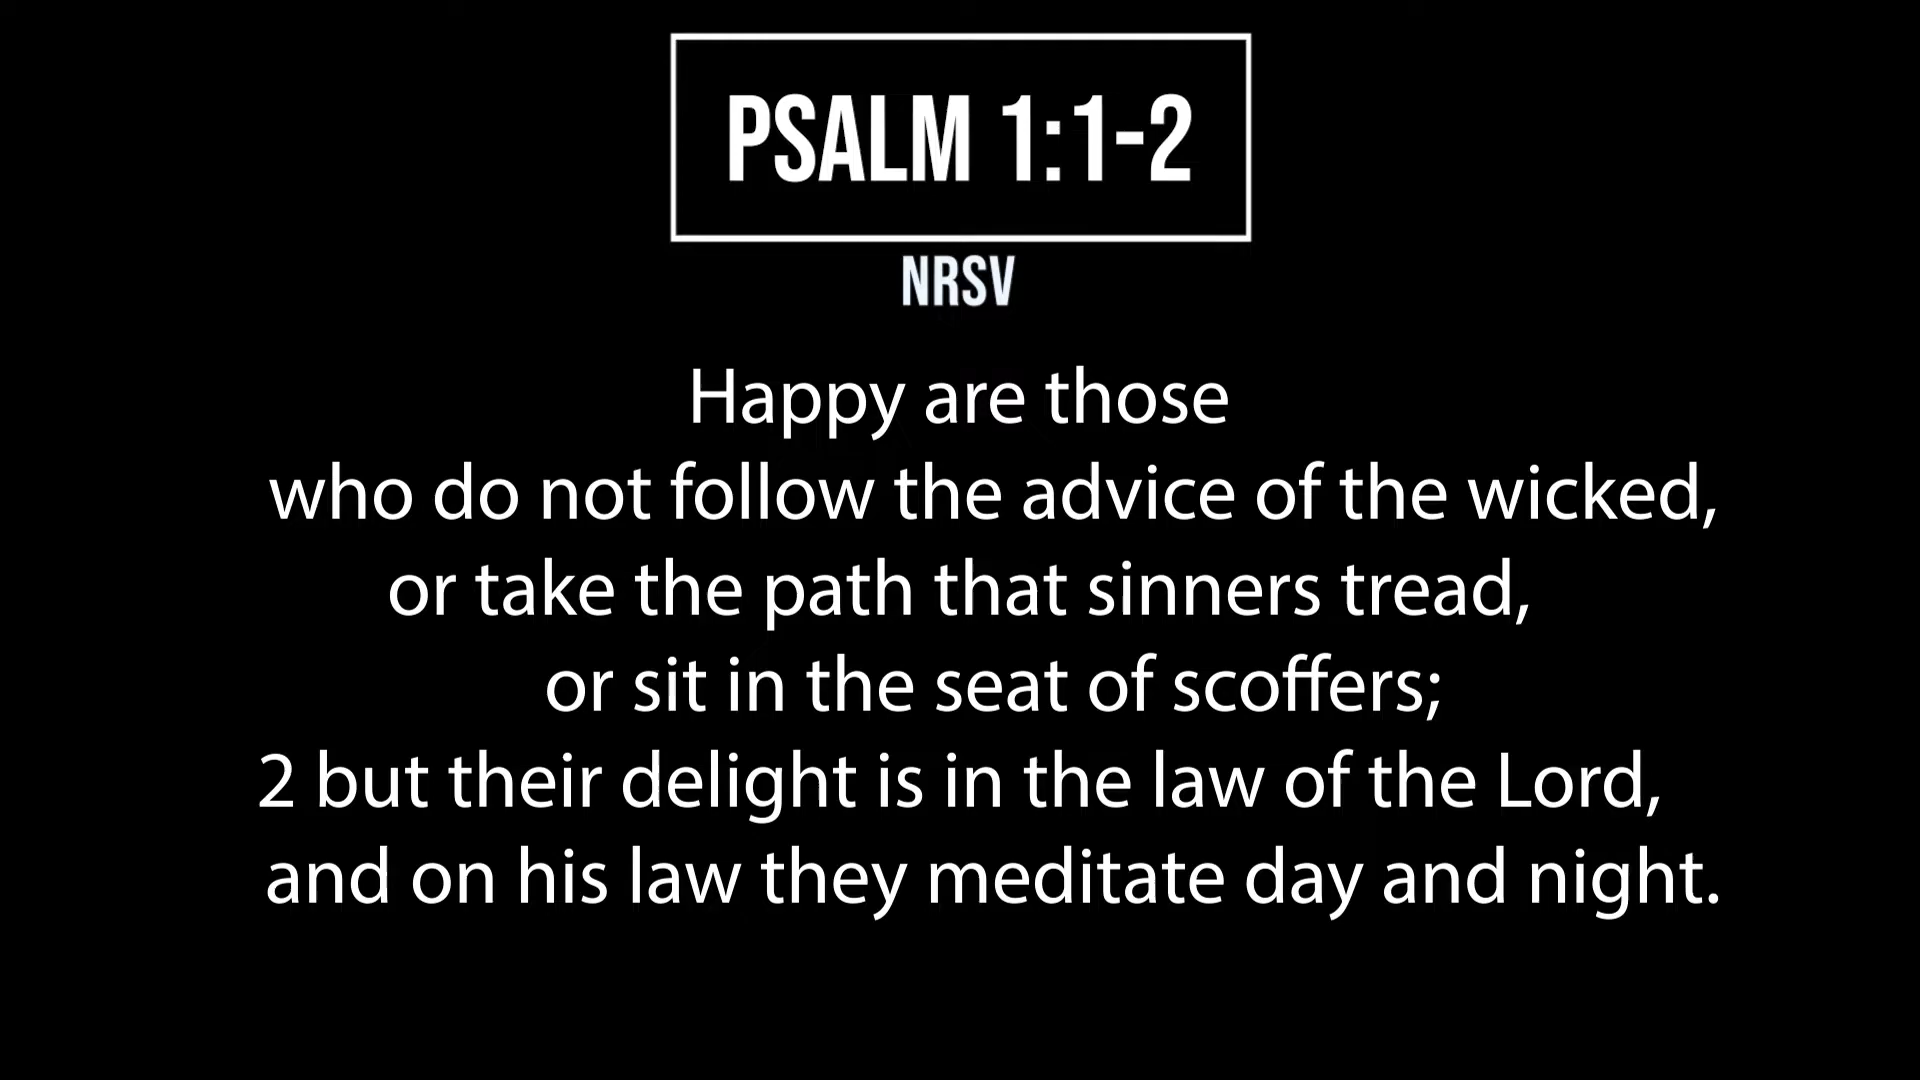 PSALM 1:1-2
NRSV
Happy are those
who do not follow the advice of the wicked,
or take the path that sinners tread,
or sit in the seat of scoffers;
2 but their delight is in the law of the Lord,
and on his law they meditate day and night.